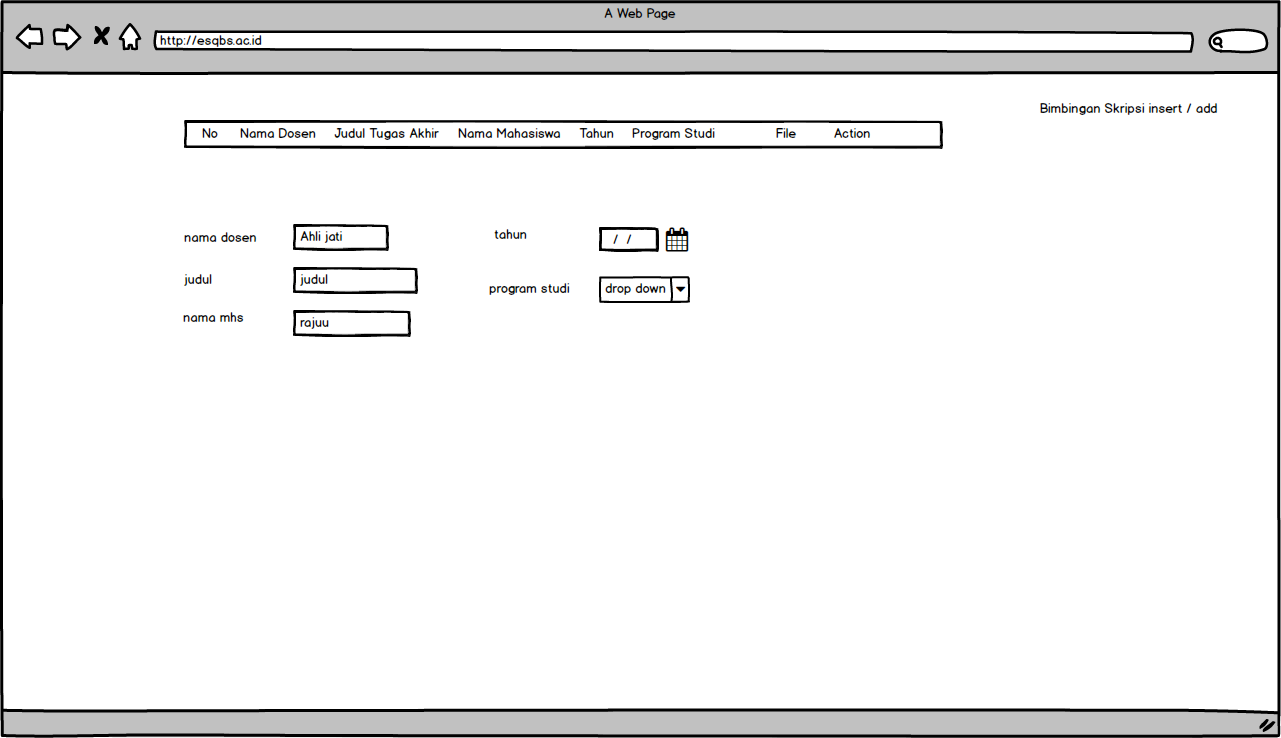 A Web Page
http://esqbs.ac.id
Bimbingan Skripsi insert / add
No Nama Dosen Judul Tugas Akhir Nama Mahasiswa Tahun Program Studi File Action
nama dosen Ahli jati tahun / /
judul judul program studi drop down
nama mhs rajuu